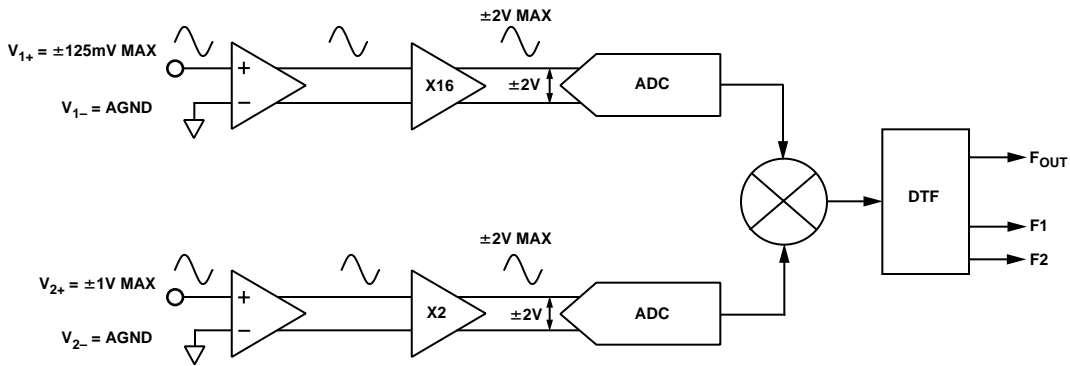 ±2V MAX
V1+ = ±125mV MAX
+
X16
±2V
ADC
V1– = AGND
–
FOUT
DTF
F1
F2
±2V MAX
V2+ = ±1V MAX
+
X2
±2V
ADC
V2– = AGND
–